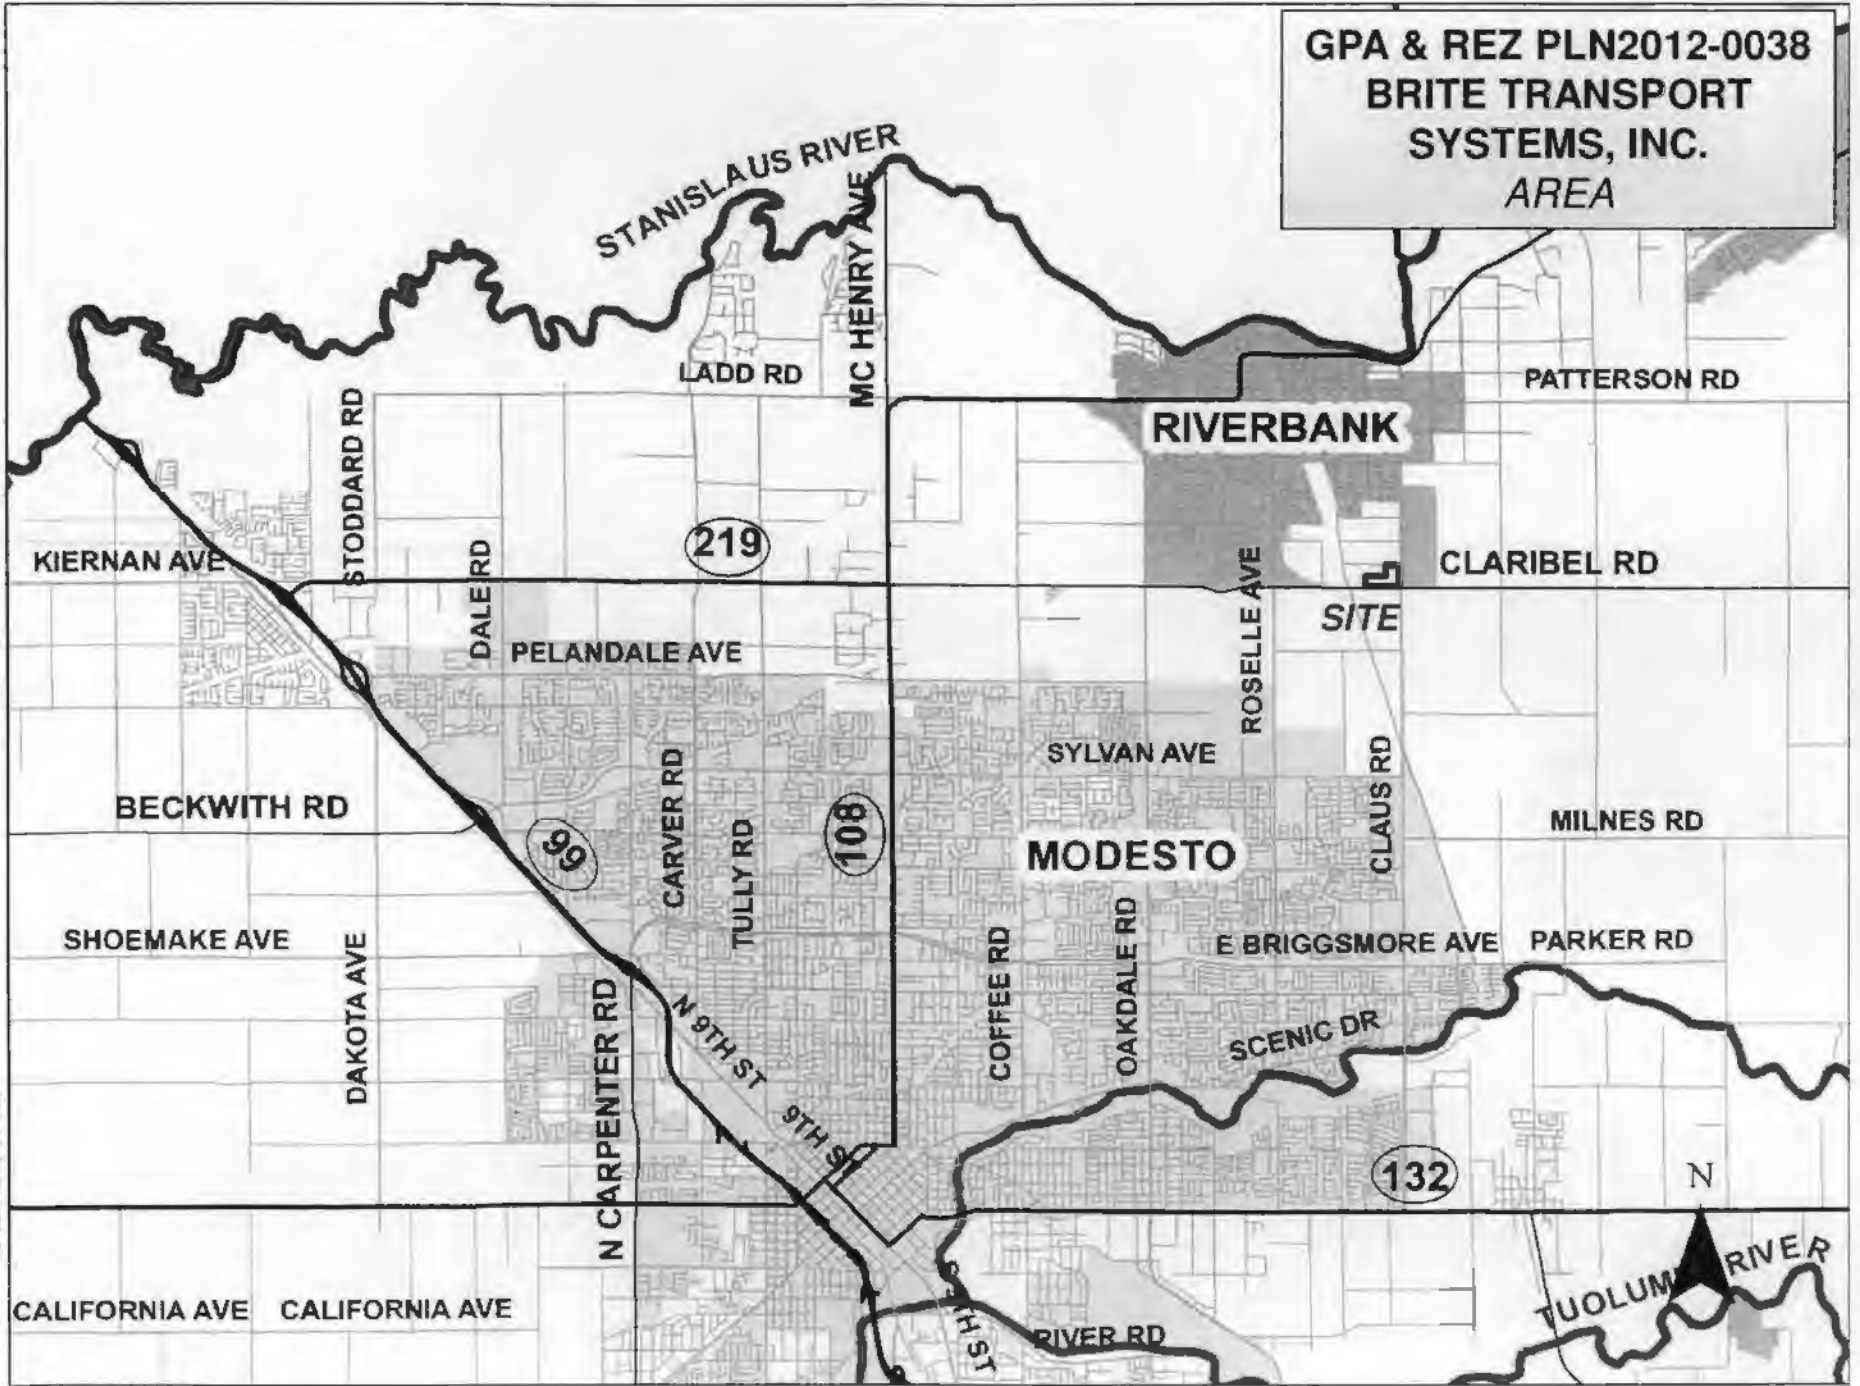 GPA & REZ PLN2012-0038
BRITE TRANSPORT
SYSTEMS, INC.
AREA
STANISLAUS RIVER
MC HENRY AVE
LADD RD
PATTERSON RD
RIVERBANK
STODDARD RD
219
KIERNAN AVE
DALE RD
CLARIBEL RD
SITE
ROSELLE AVE
PELANDALE AVE
SYLVAN AVE
CARVER RD
CLAUS RD
BECKWITH RD
99
TULLY RD
108
MODESTO
MILNES RD
SHOEMAKE AVE
DAKOTA AVE
COFFEE RD
OAKDALE RD
E BRIGGSMORE AVE
PARKER RD
N CARPENTER RD
N 9TH ST
9TH ST
SCENIC DR
132
N
CALIFORNIA AVE
CALIFORNIA AVE
S 9TH ST
RIVER RD
RIVER